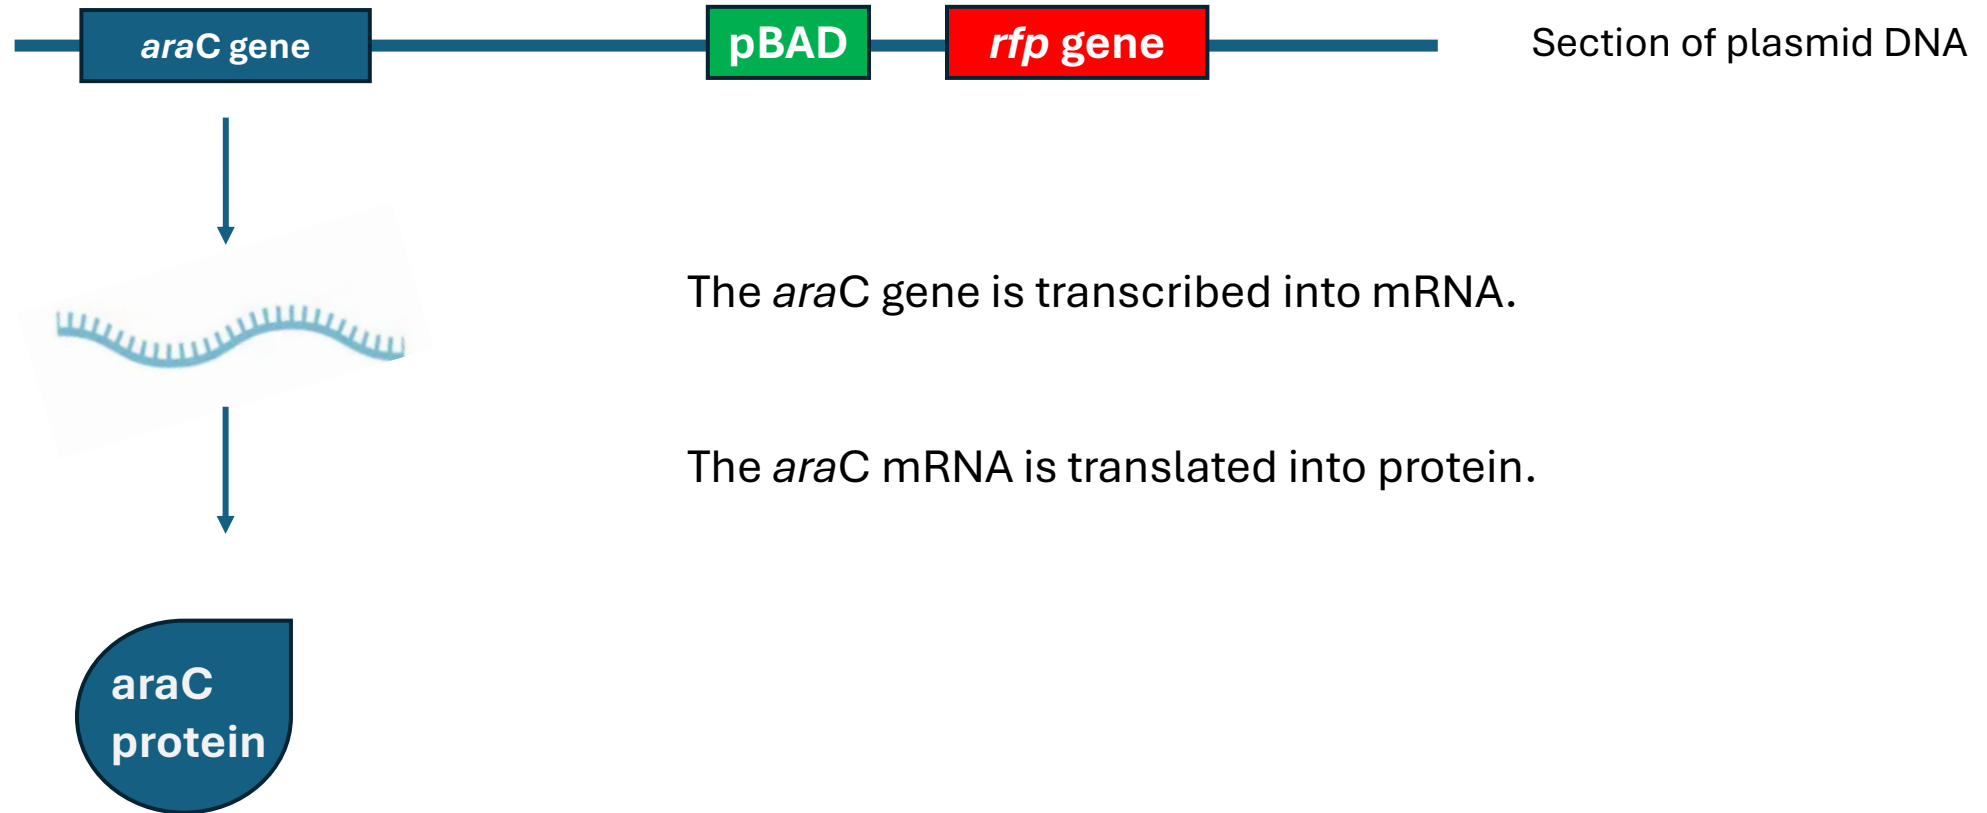 araC gene
pBAD
rfp gene
Section of plasmid DNA
The araC gene is transcribed into mRNA.
The araC mRNA is translated into protein.
araC
protein